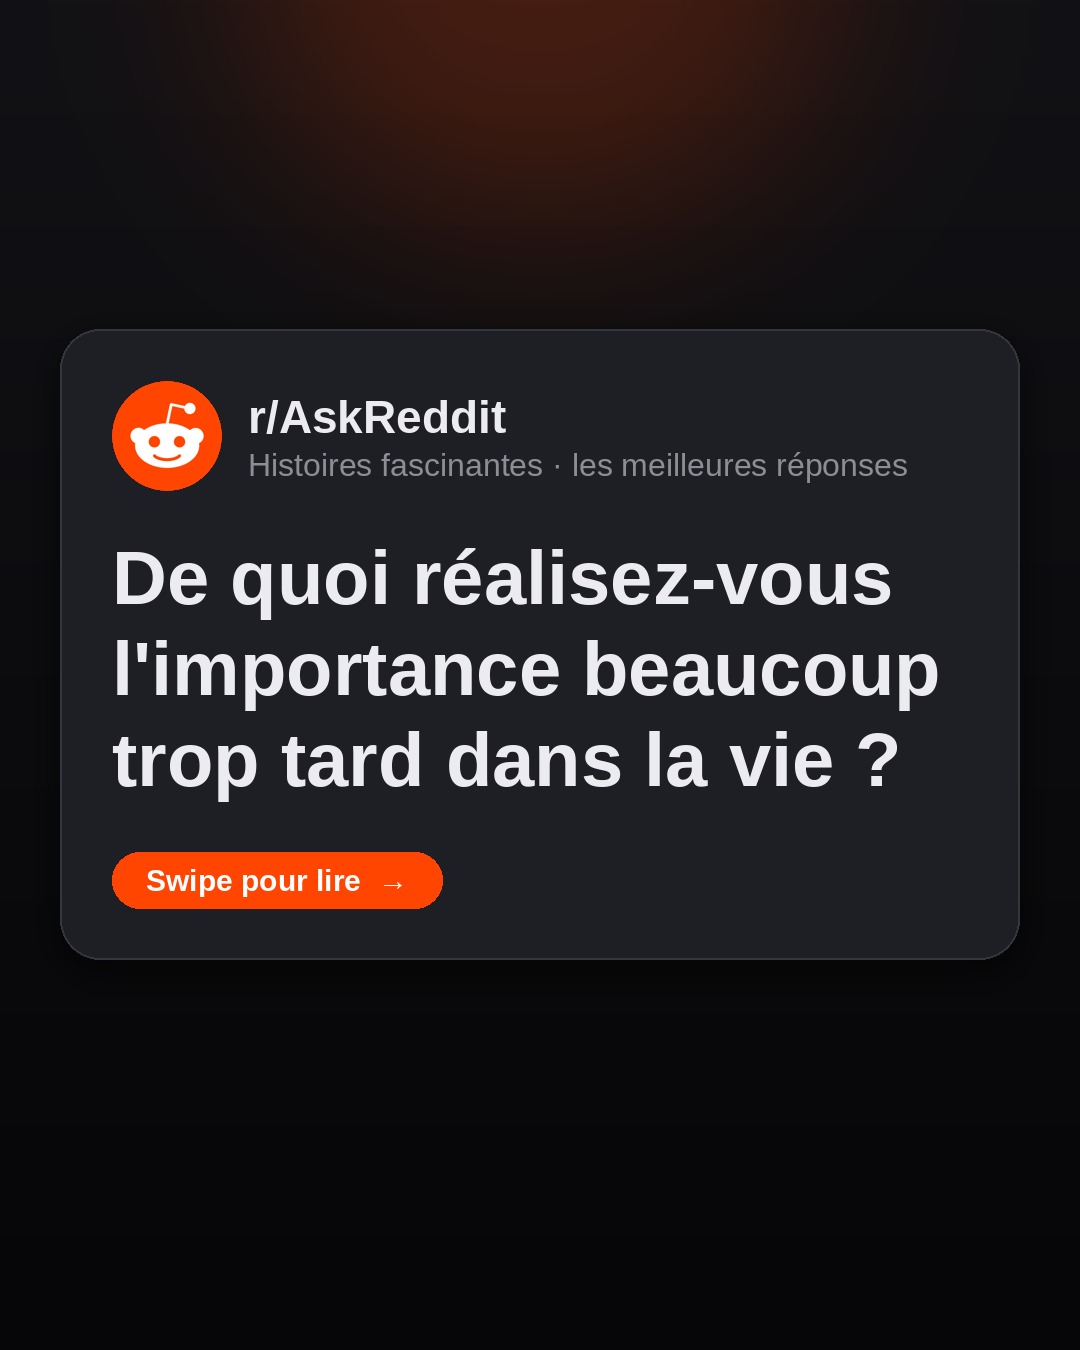 r/AskReddit
Histoires fascinantes · les meilleures réponses
De quoi réalisez-vous
l'importance beaucoup
trop tard dans la vie ?
Swipe pour lire →